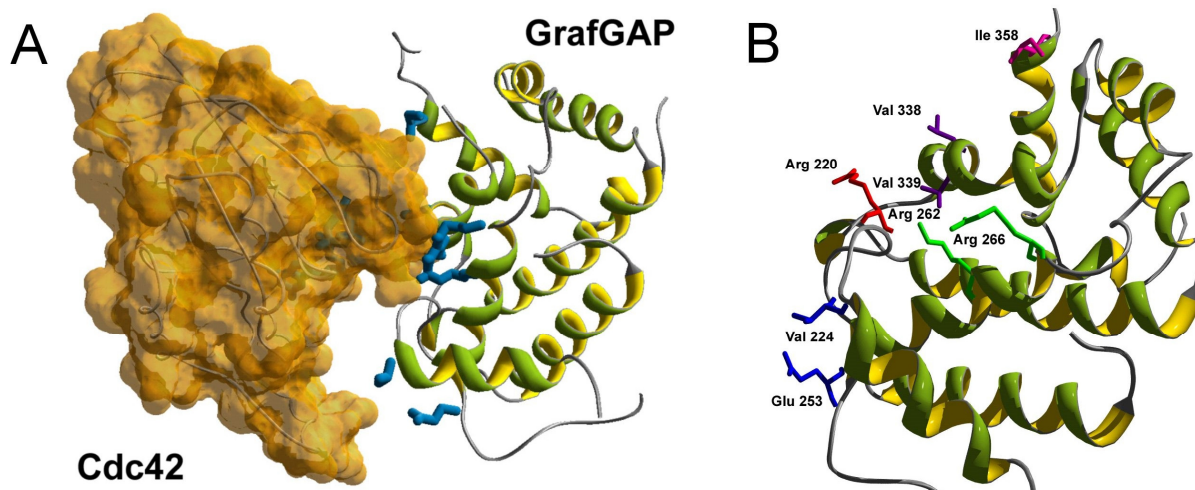 A
GrafGAP
Cdc42
B
Ile 358
Val 338
Arg 220
Val 339
Arg 262
Arg 266
Val 224
Glu 253